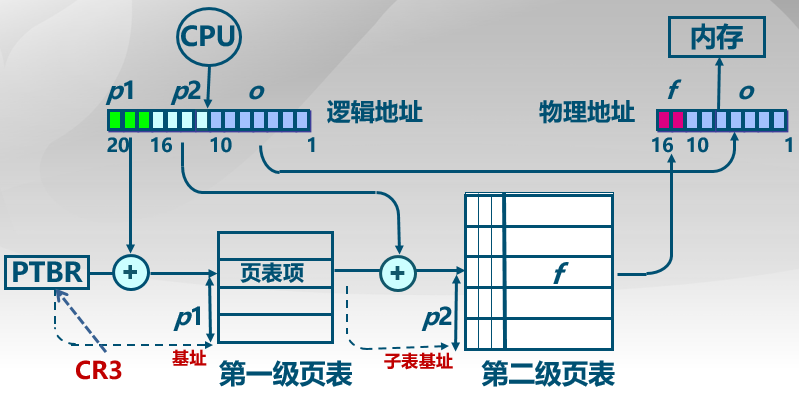 CPU
内存
p1 p2 o
逻辑地址
20 16 10 1
物理地址
f o
16 10 1
PTBR
+
页表项
+
f
p1
p2
CR3
基址
子表基址
第一级页表
第二级页表